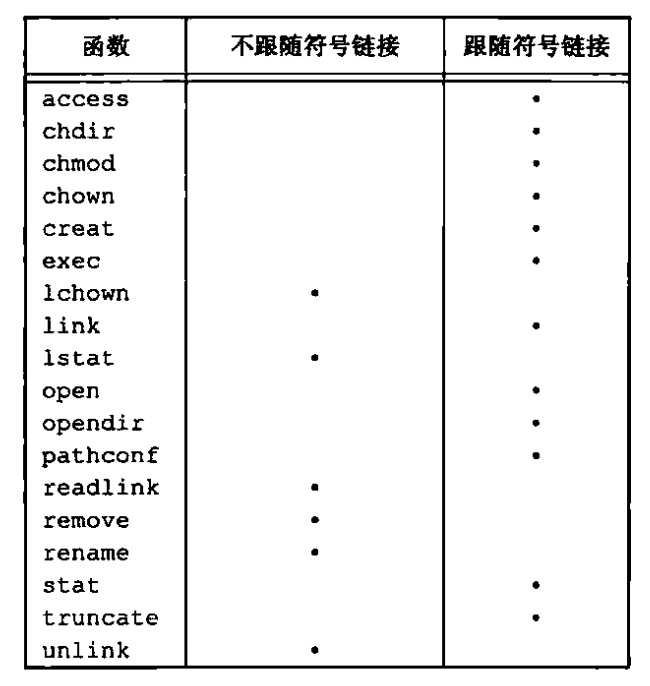 函数 不跟随符号链接 跟随符号链接
access •
chdir •
chmod •
chown •
creat •
exec •
lchown •
link •
lstat •
open •
opendir •
pathconf •
readlink •
remove •
rename •
stat •
truncate •
unlink •